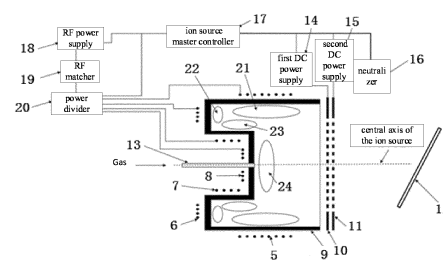 RF power
supply
18
RF
matcher
19
power
divider
20
ion source
master controller
17
14
15
first DC
power
supply
second
DC
power
supply
neutrali
zer
16
22
21
23
13
Gas
8
24
7
6
5
9
10
11
central axis of
the ion source
1